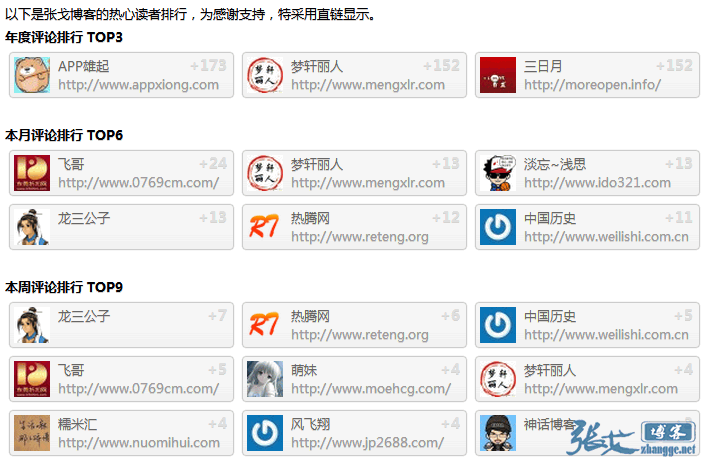 以下是张戈博客的热心读者排行，为感谢支持，特采用直链显示。
年度评论排行 TOP3
APP雄起 +173 梦轩丽人 +152 三日月 +152
http://www.appxiong.com http://www.mengxlr.com http://moreopen.info/
本月评论排行 TOP6
飞哥 +24 梦轩丽人 +13 淡忘~浅思 +13
http://www.0769cm.com/ http://www.mengxlr.com http://www.ido321.com
龙三公子 +13 热腾网 +12 中国历史 +11
http://www.reteng.org http://www.weilishi.com.cn
本周评论排行 TOP9
龙三公子 +7 热腾网 +6 中国历史 +5
http://www.reteng.org http://www.weilishi.com.cn
飞哥 +5 萌妹 +4 梦轩丽人 +4
http://www.0769cm.com/ http://www.moehcg.com/ http://www.mengxlr.com
糯米汇 +4 风飞翔 +4 神话博客
http://www.nuomihui.com http://www.jp2688.com/
张戈博客
zhangge.net